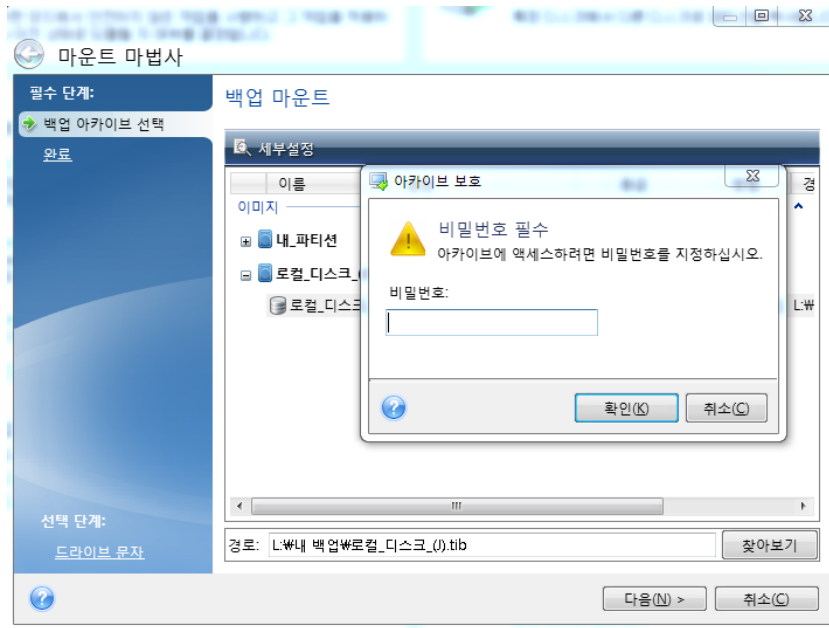 마운트 마법사
필수 단계:
백업 아카이브 선택
완료
선택 단계:
드라이브 문자
백업 마운트
세부설정
이름
경
이미지
내_파티션
로컬_디스크_
로컬_디스크
L:₩
아카이브 보호
비밀번호 필수
아카이브에 액세스하려면 비밀번호를 지정하십시오.
비밀번호:
확인(K) 취소(C)
경로: L:₩내 백업₩로컬_디스크_(J).tib 찾아보기
다음(N) > 취소(C)